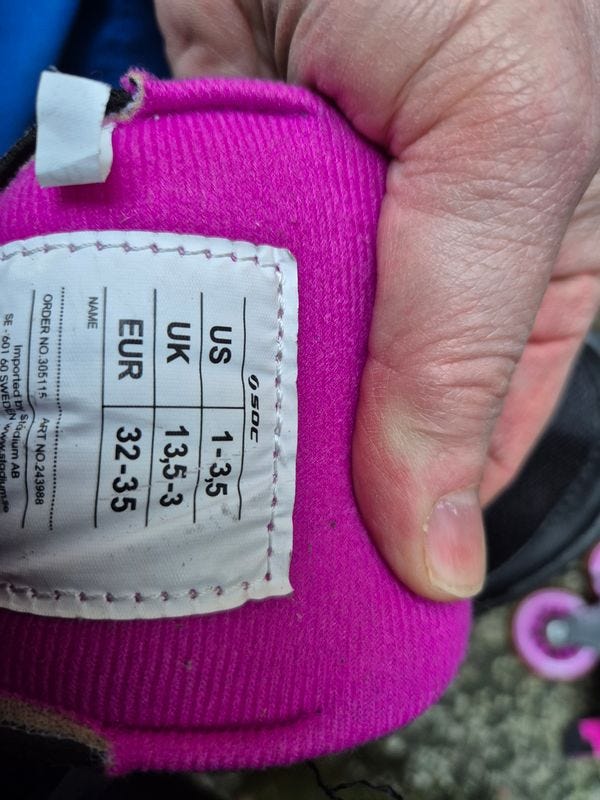 SOC
US 1-3,5
UK 13,5-3
EUR 32-35
NAME
ORDER NO.305115 ART NO.243988
Imported by Stadium AB
SE - 601 60 SWEDEN www.stadium.se